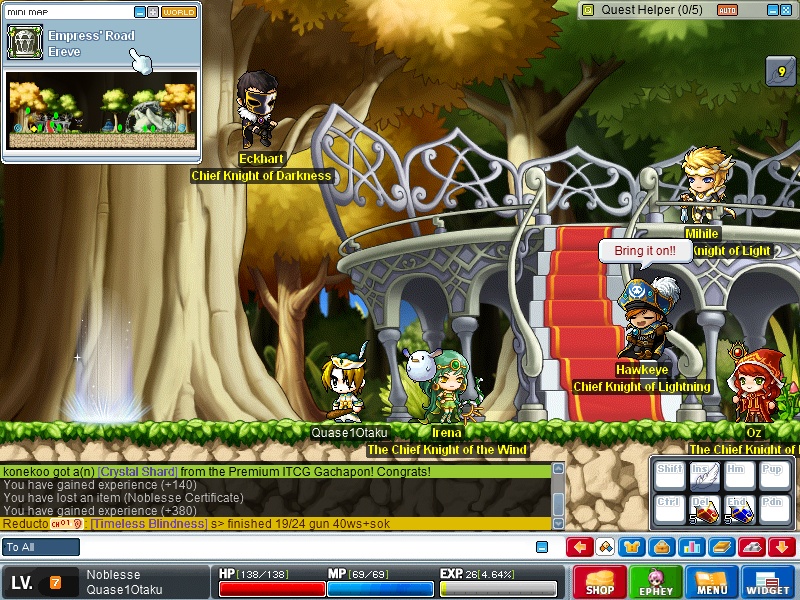 MINI MAP WORLD
Empress' Road
Ereve
Quest Helper (0/5) AUTO
9
Eckhart
Chief Knight of Darkness
Mihile
Knight of Light
Bring it on!!
Hawkeye
Chief Knight of Lightning
Quase1Otaku
Irena
The Chief Knight of the Wind
Oz
The Chief Knight of
konekoo got a(n) [Crystal Shard] from the Premium ITCG Gachapon! Congrats!
You have gained experience (+140)
You have lost an item (Noblesse Certificate)
You have gained experience (+380)
Reducto CH01 : [Timeless Blindness] s> finished 19/24 gun 40ws+sok
Shift Ins Hm Pup
Ctrl Del End Pdn
5 5
To All
LV. 7
Noblesse
Quase1Otaku
HP[138/138] MP[69/69] EXP.26[4.64%]
SHOP EPHEY MENU WIDGET